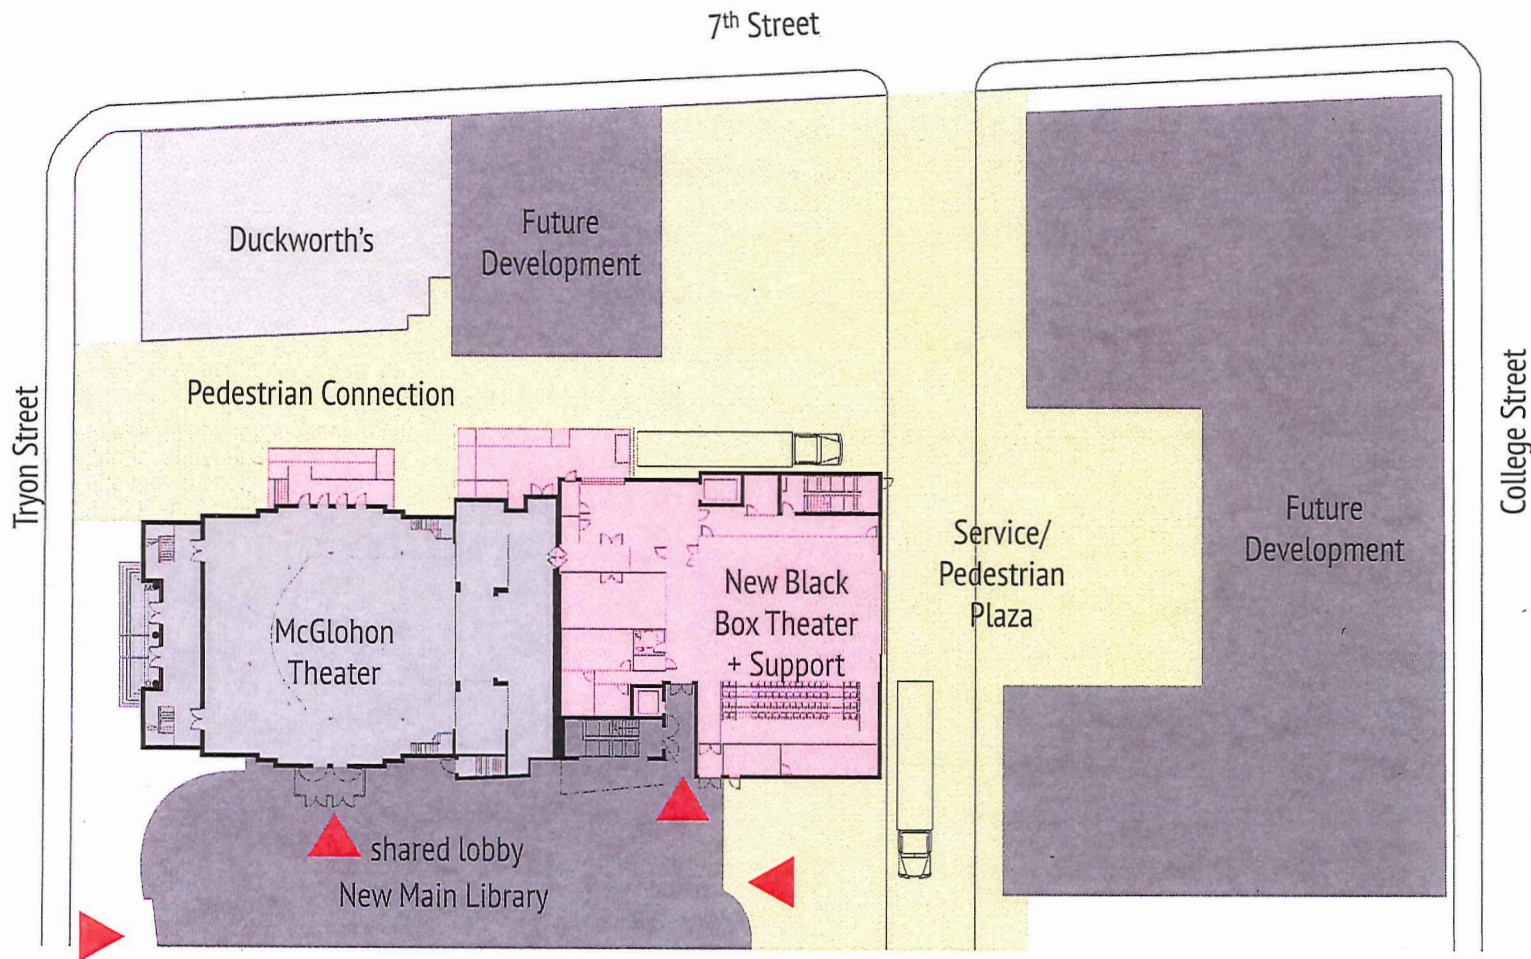 7th Street
Duckworth's
Future
Development
Pedestrian Connection
Tryon Street
College Street
McGlohon
Theater
New Black
Box Theater
+ Support
Service/
Pedestrian
Plaza
Future
Development
shared lobby
New Main Library